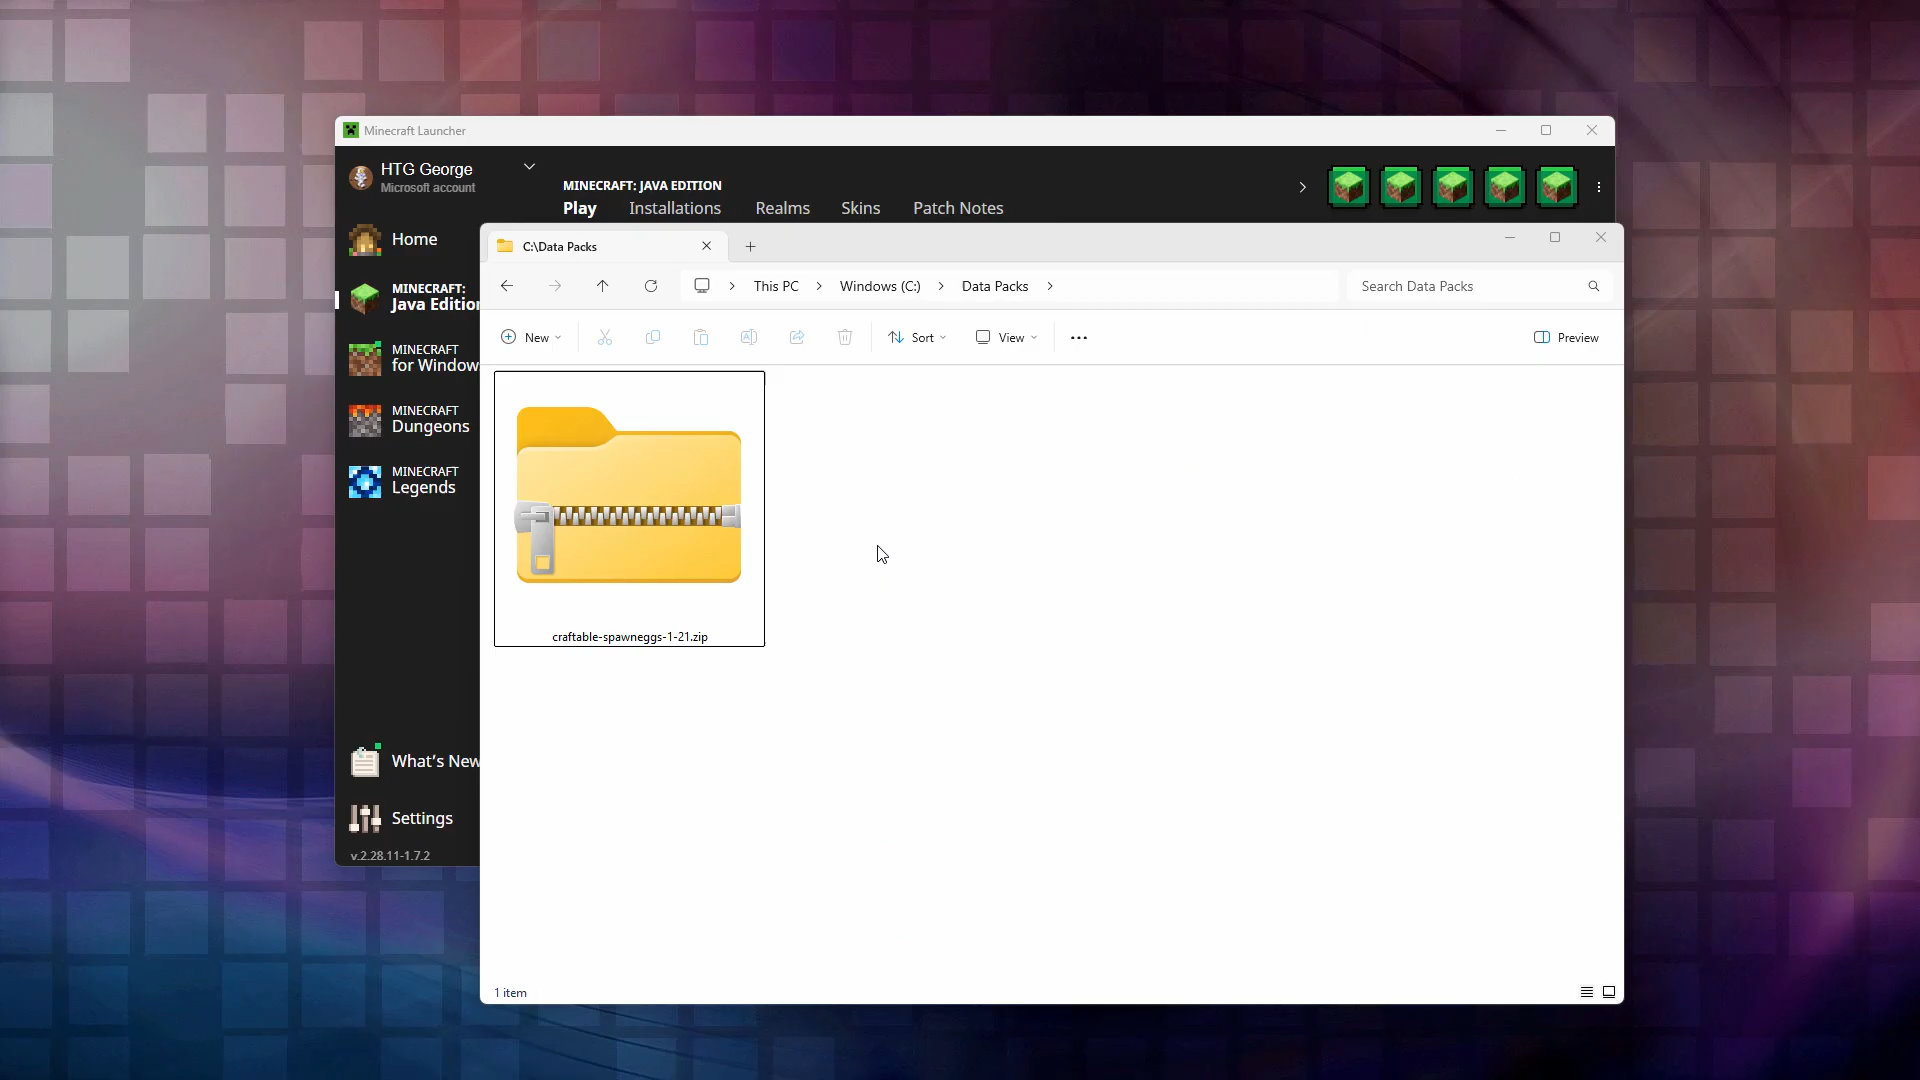 Minecraft Launcher
HTG George
Microsoft account
MINECRAFT: JAVA EDITION
Play Installations Realms Skins Patch Notes
Home
MINECRAFT:
Java Edition
MINECRAFT
for Window
MINECRAFT
Dungeons
MINECRAFT
Legends
What's New
Settings
v.2.28.11-1.7.2
C:\Data Packs
This PC > Windows (C:) > Data Packs >
Search Data Packs
New Sort View ... Preview
craftable-spawneggs-1-21.zip
1 item